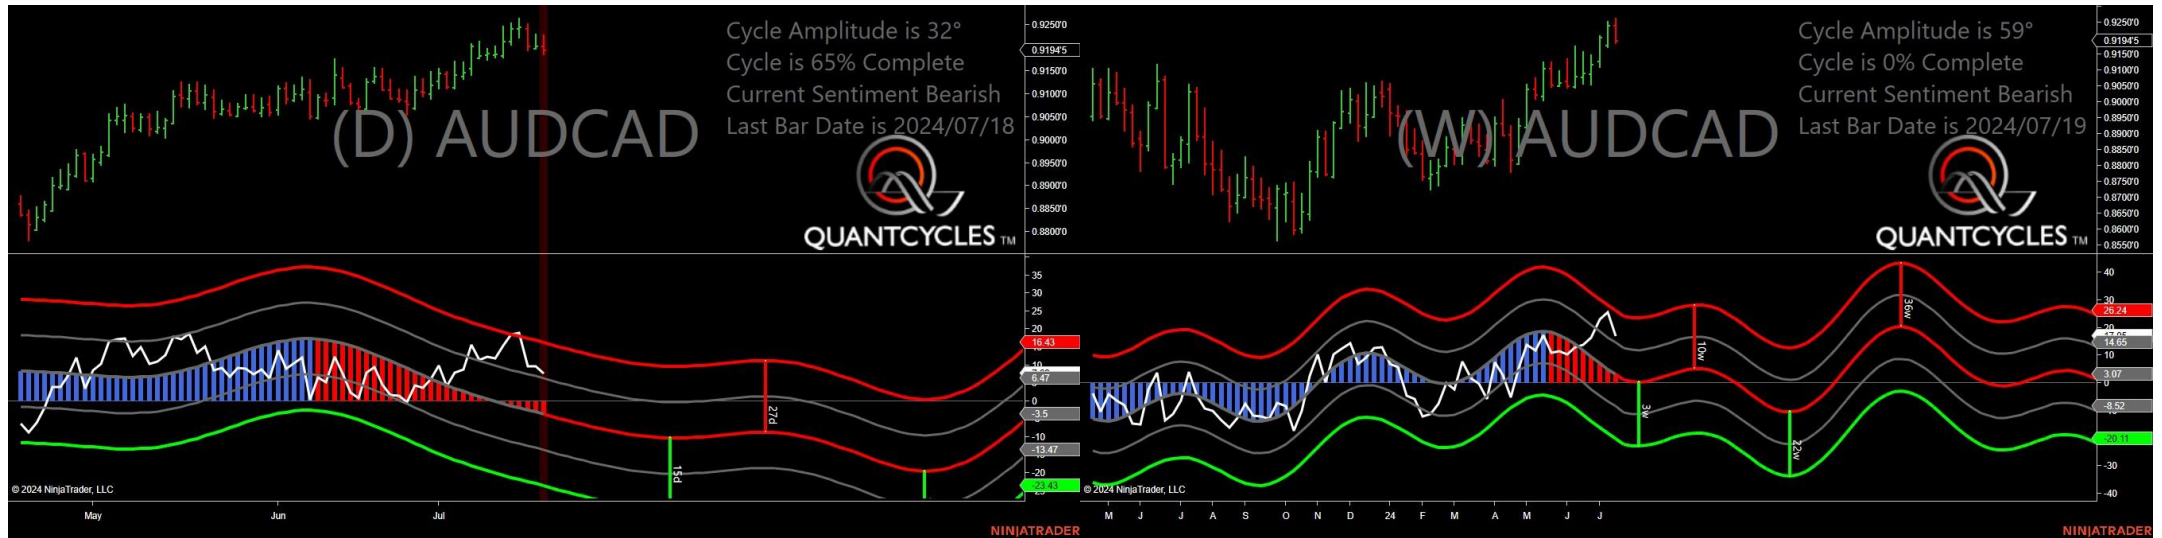 Cycle Amplitude is 32°
Cycle is 65% Complete
Current Sentiment Bearish
Last Bar Date is 2024/07/18
(D) AUDCAD
QUANTCYCLES TM
0.9250'0
0.9194'5
0.9150'0
0.9100'0
0.9050'0
0.9000'0
0.8950'0
0.8900'0
0.8850'0
0.8800'0
35
30
25
20
16.43
6.47
0
-3.5
-10
-13.47
-20
-23.43
27d
15d
© 2024 NinjaTrader, LLC
May Jun Jul
NINJATRADER
Cycle Amplitude is 59°
Cycle is 0% Complete
Current Sentiment Bearish
Last Bar Date is 2024/07/19
(W) AUDCAD
QUANTCYCLES TM
0.9250'0
0.9194'5
0.9150'0
0.9100'0
0.9050'0
0.9000'0
0.8950'0
0.8900'0
0.8850'0
0.8800'0
0.8750'0
0.8700'0
0.8650'0
0.8600'0
0.8550'0
40
30
26.24
20
14.65
10
3.07
0
-8.52
-20.11
-30
-40
36w
10w
3w
22w
© 2024 NinjaTrader, LLC
M J J A S O N D 24 F M A M J J
NINJATRADER